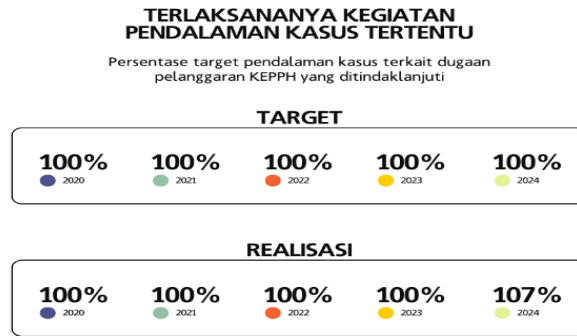 TERLAKSANANYA KEGIATAN
PENDALAMAN KASUS TERTENTU
Persentase target pendalaman kasus terkait dugaan
pelanggaran KEPPH yang ditindaklanjuti
TARGET
100% 100% 100% 100% 100%
2020 2021 2022 2023 2024
REALISASI
100% 100% 100% 100% 107%
2020 2021 2022 2023 2024